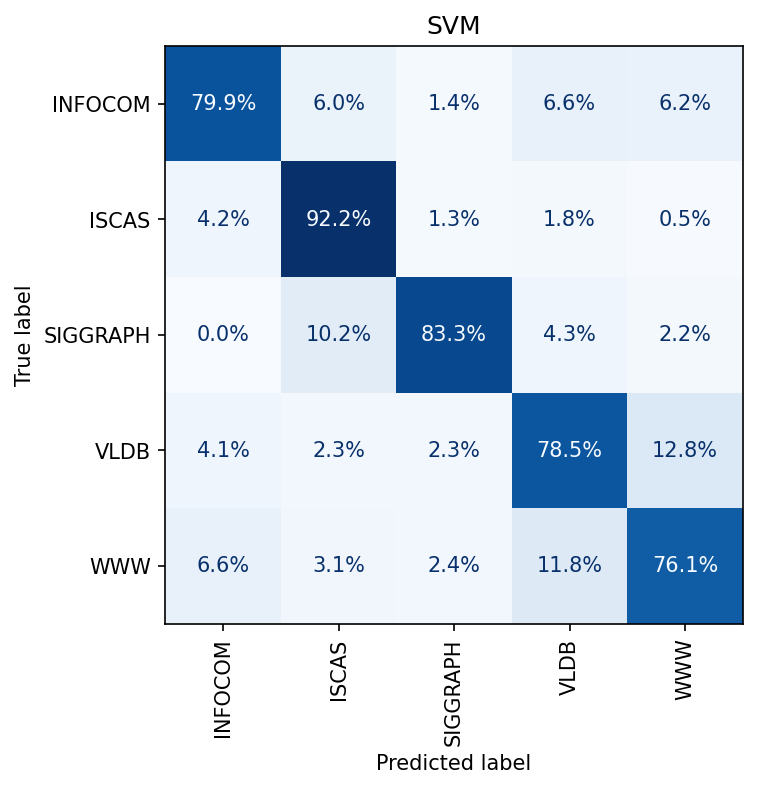 SVM
INFOCOM 79.9% 6.0% 1.4% 6.6% 6.2%
ISCAS 4.2% 92.2% 1.3% 1.8% 0.5%
SIGGRAPH 0.0% 10.2% 83.3% 4.3% 2.2%
VLDB 4.1% 2.3% 2.3% 78.5% 12.8%
WWW 6.6% 3.1% 2.4% 11.8% 76.1%
True label
INFOCOM ISCAS SIGGRAPH VLDB WWW
Predicted label